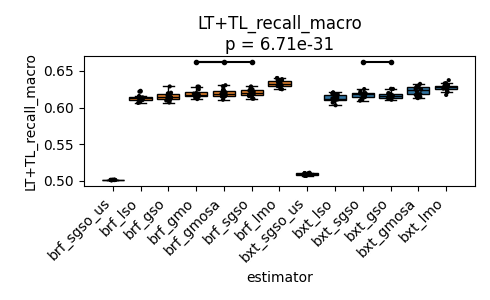 LT+TL_recall_macro
p = 6.71e-31
LT+TL_recall_macro
0.65
0.60
0.55
0.50
brf_sgso_us
brf_lso
brf_gso
brf_gmo
brf_gmosa
brf_sgso
brf_lmo
bxt_sgso_us
bxt_lso
bxt_sgso
bxt_gso
bxt_gmosa
bxt_lmo
estimator